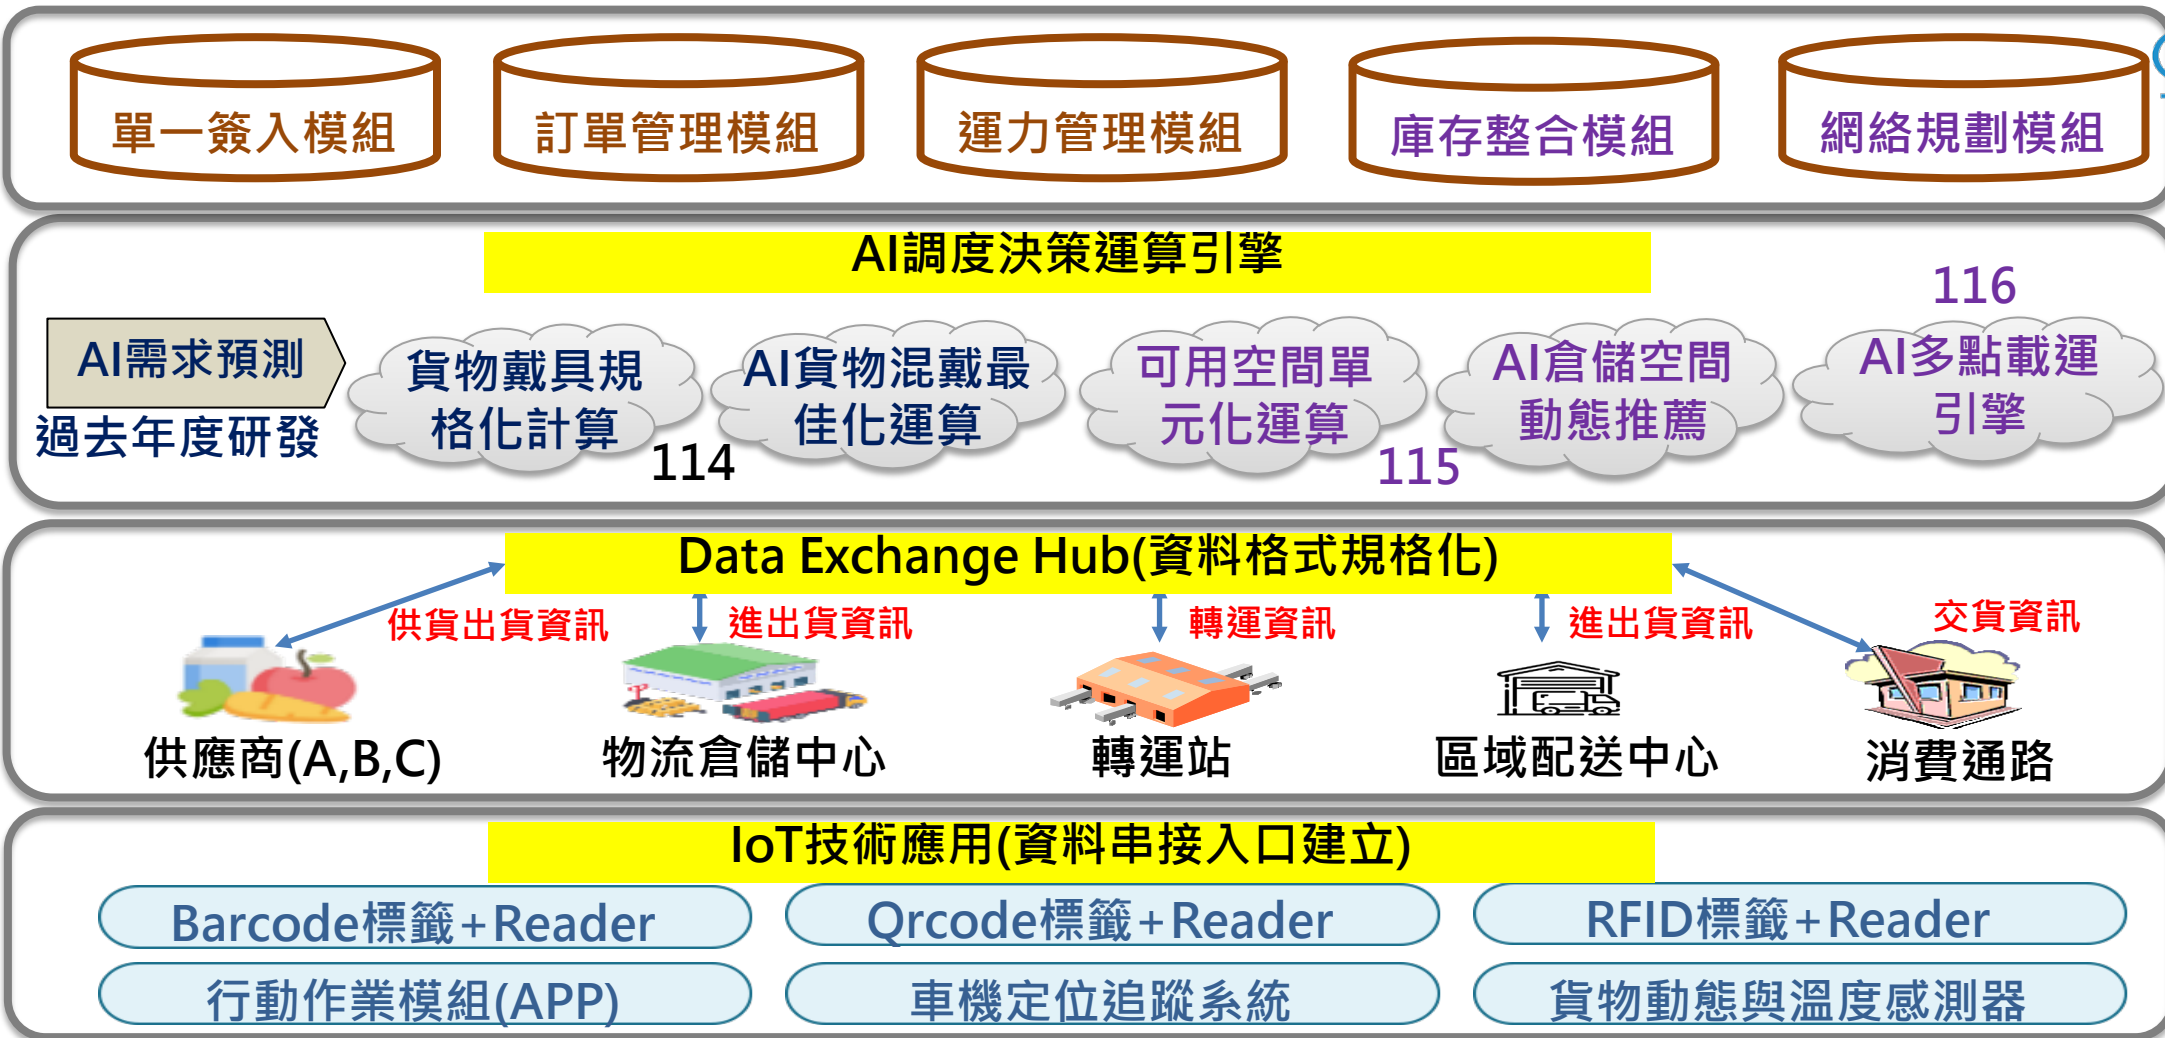 單一簽入模組
訂單管理模組
運力管理模組
庫存整合模組
網絡規劃模組
AI調度決策運算引擎
AI需求預測
過去年度研發
貨物戴具規
格化計算
114
AI貨物混戴最
佳化運算
可用空間單
元化運算
115
AI倉儲空間
動態推薦
116
AI多點載運
引擎
Data Exchange Hub(資料格式規格化)
供貨出貨資訊
進出貨資訊
轉運資訊
進出貨資訊
交貨資訊
供應商(A,B,C)
物流倉儲中心
轉運站
區域配送中心
消費通路
IoT技術應用(資料串接入口建立)
Barcode標籤+Reader
Qrcode標籤+Reader
RFID標籤+Reader
行動作業模組(APP)
車機定位追蹤系統
貨物動態與溫度感測器